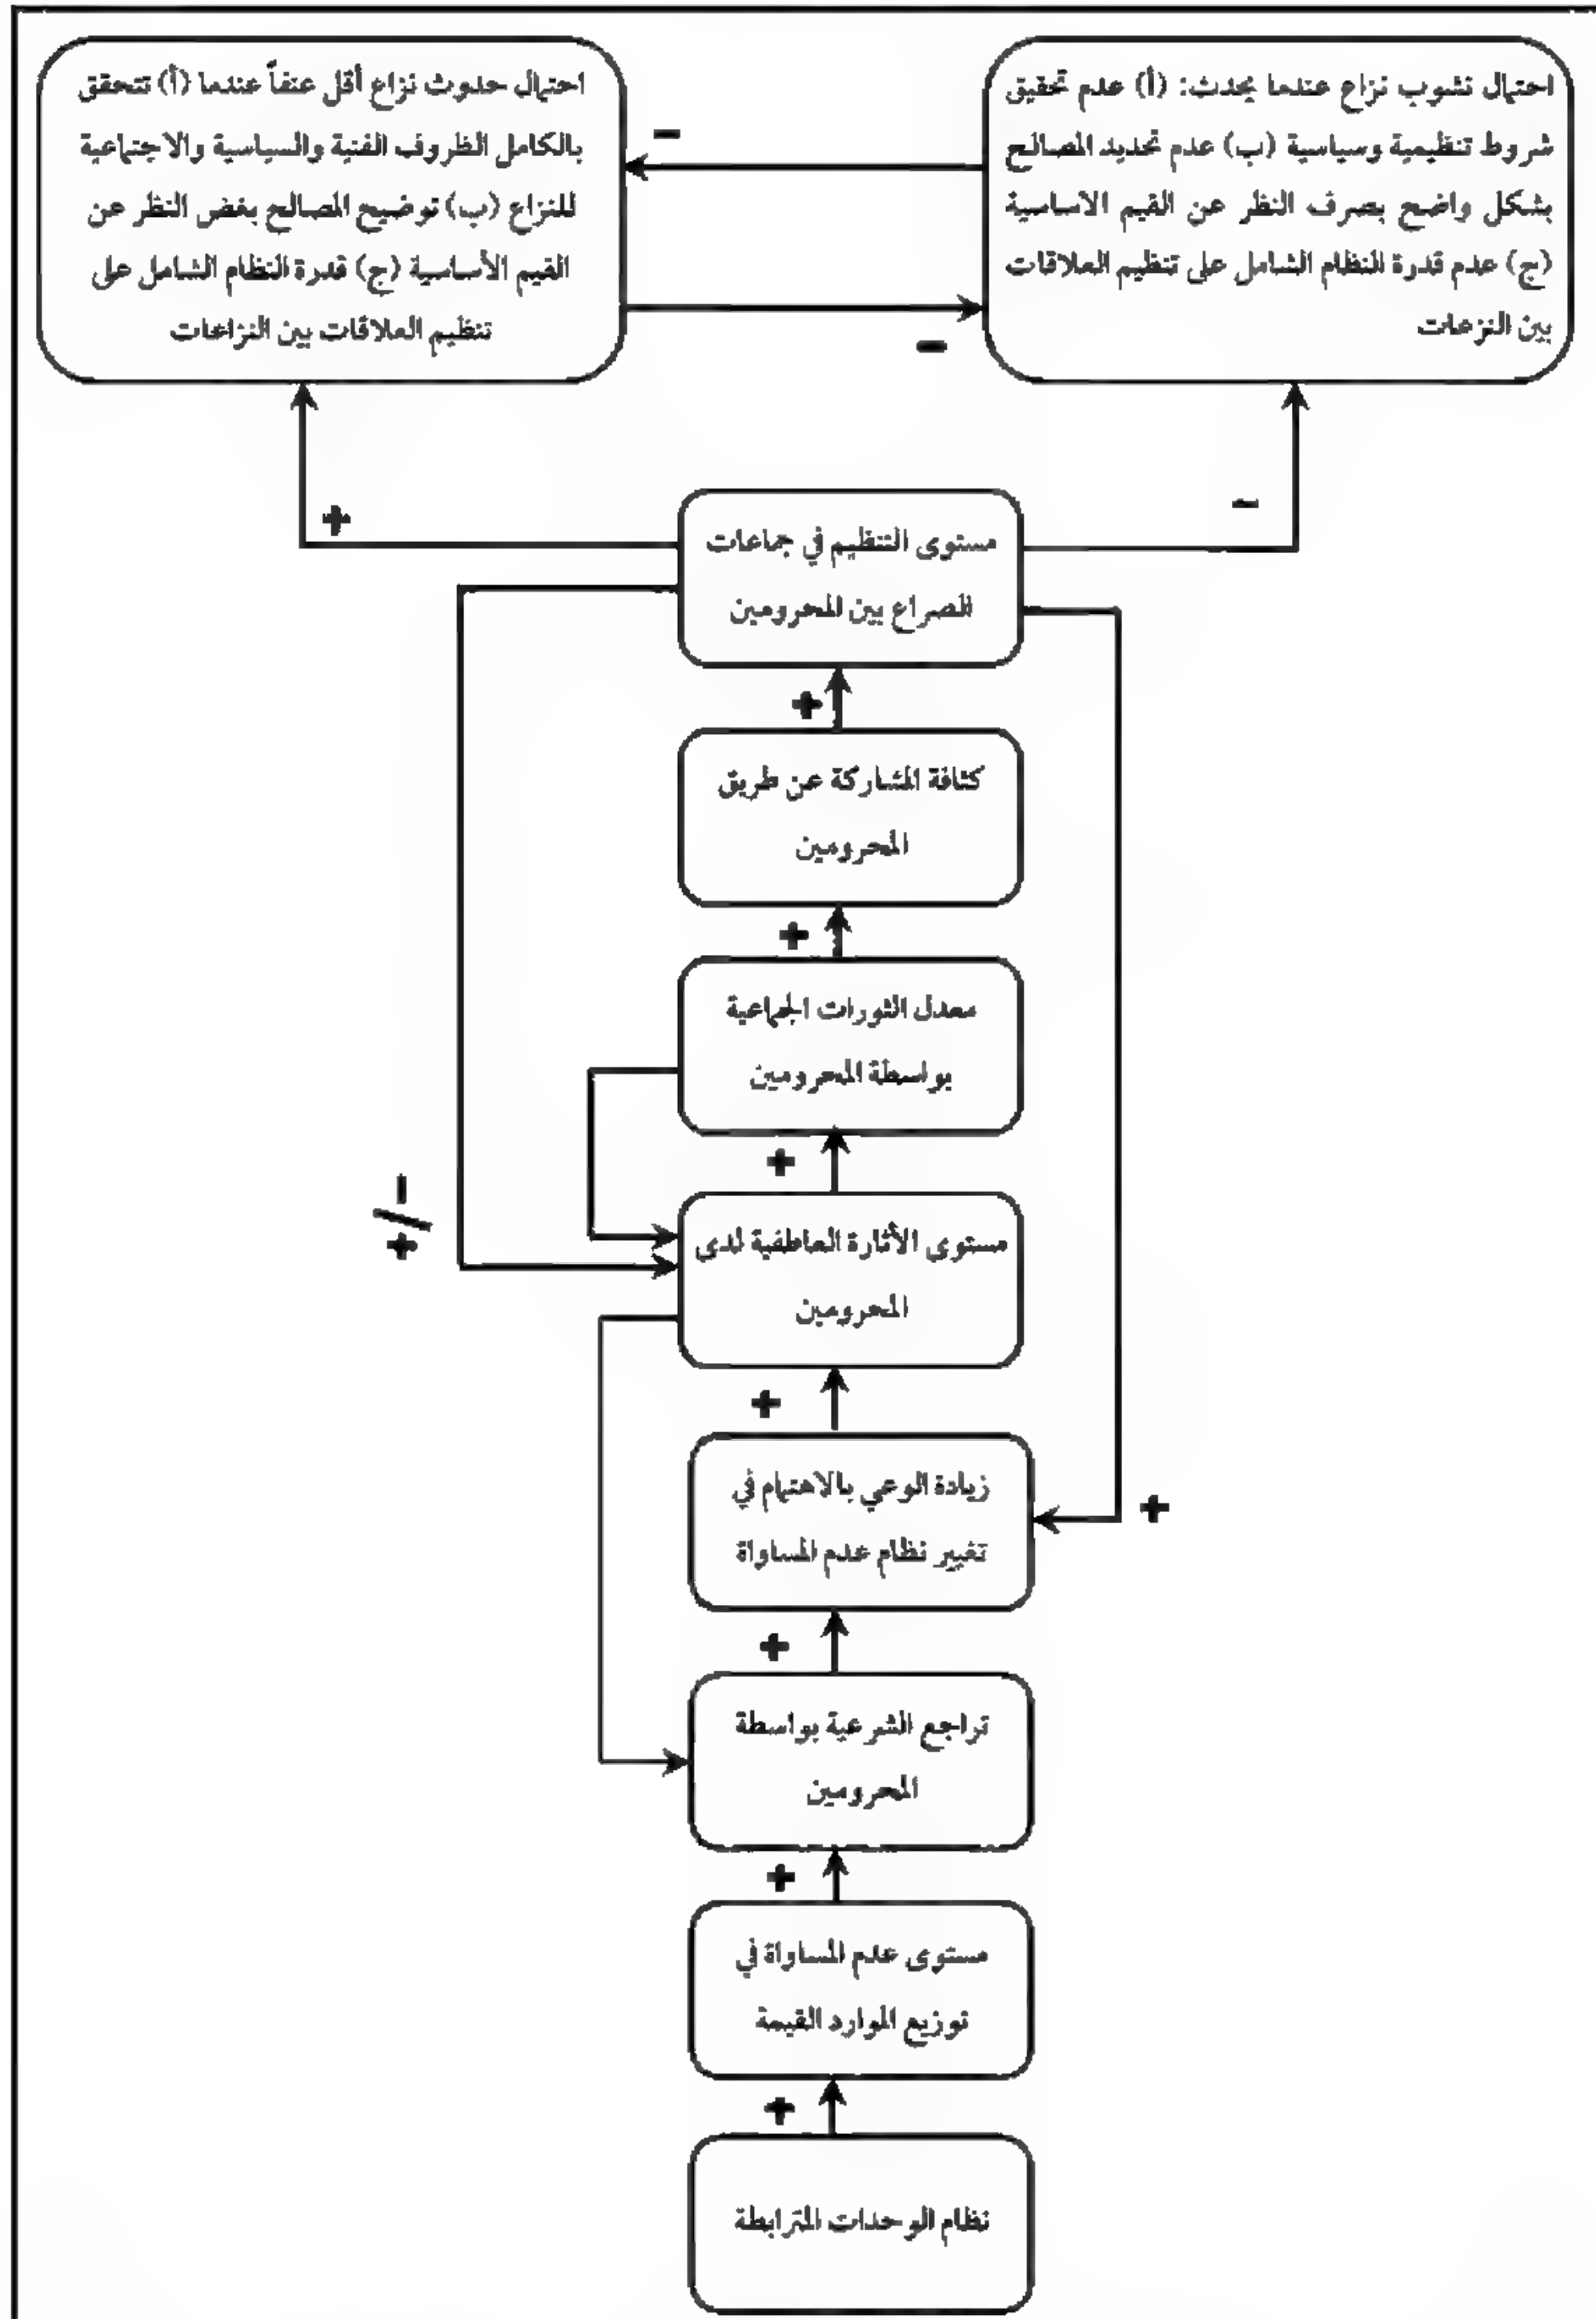 احتمال نشوب نزاع عندما يحدث: (أ) عدم تحقيق
شروط تنظيمية وسياسية (ب) عدم تحديد المصالح
بشكل واضح بصرف النظر عن القيم الاساسية
(ج) عدم قدرة النظام الشامل على تنظيم العلاقات
بين النزعات
احتمال حدوث نزاع أقل عنفاً عندما (أ) تتحقق
بالكامل الظروف الفنية والسياسية والاجتماعية
للنزاع (ب) توضيح المصالح بغض النظر عن
القيم الأساسية (ج) قدرة النظام الشامل على
تنظيم العلاقات بين النزاعات
-
-
-
+
مستوى التنظيم في جماعات
الصراع بين المحرومين
+
كثافة المشاركة عن طريق
المحرومين
+
معدل الثورات الجماعية
بواسطة المحرومين
+
+/-
مستوى الأثارة العاطفية لدى
المحرومين
+
زيادة الوعي بالاهتمام في
تغيير نظام عدم المساواة
+
+
تراجع الشرعية بواسطة
المحرومين
+
مستوى عدم المساواة في
توزيع الموارد القيمة
+
نظام الوحدات المترابطة